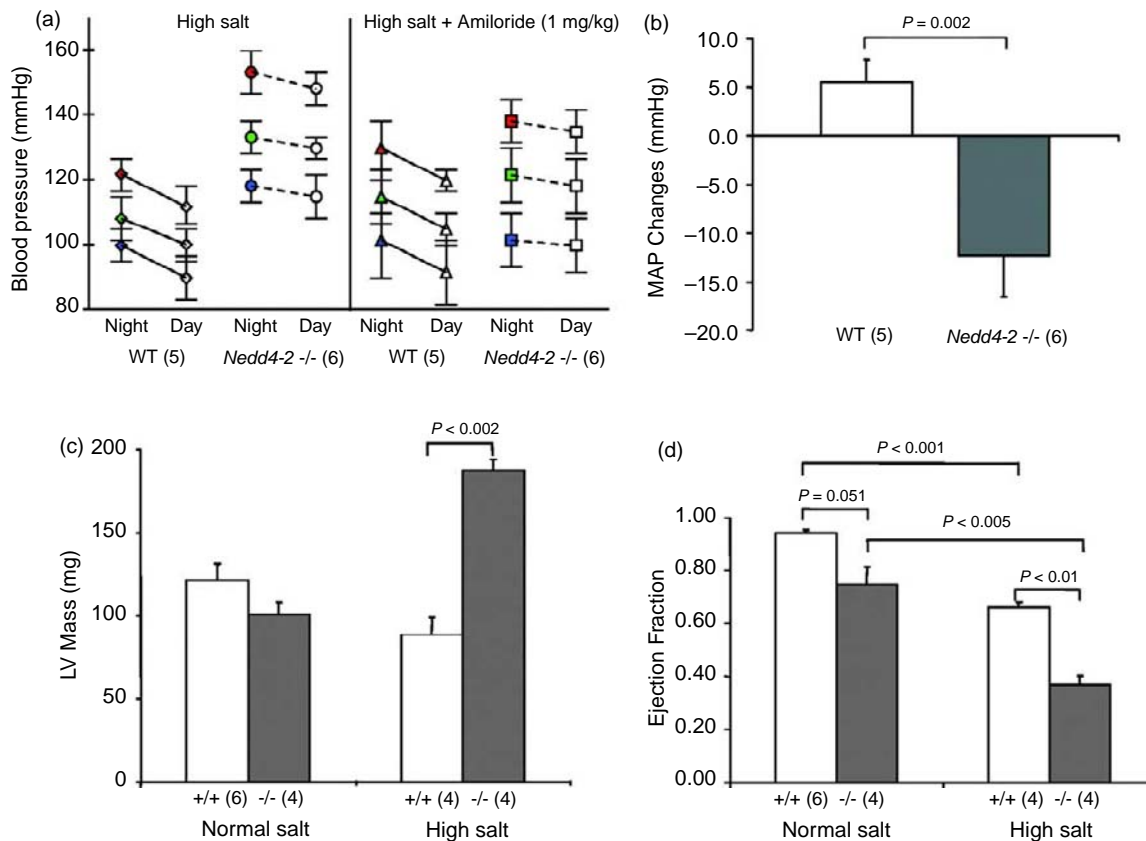 (a)
High salt
High salt + Amiloride (1 mg/kg)
Blood pressure (mmHg)
160
140
120
100
80
Night Day Night Day Night Day Night Day
WT (5) Nedd4-2 -/- (6) WT (5) Nedd4-2 -/- (6)
(b)
P = 0.002
MAP Changes (mmHg)
10.0
5.0
0.0
–5.0
–10.0
–15.0
–20.0
WT (5) Nedd4-2 -/- (6)
(c)
P < 0.002
LV Mass (mg)
200
150
100
50
0
+/+ (6) -/- (4) +/+ (4) -/- (4)
Normal salt High salt
(d)
P < 0.001
P = 0.051
P < 0.005
P < 0.01
Ejection Fraction
1.00
0.80
0.60
0.40
0.20
0.00
+/+ (6) -/- (4) +/+ (4) -/- (4)
Normal salt High salt